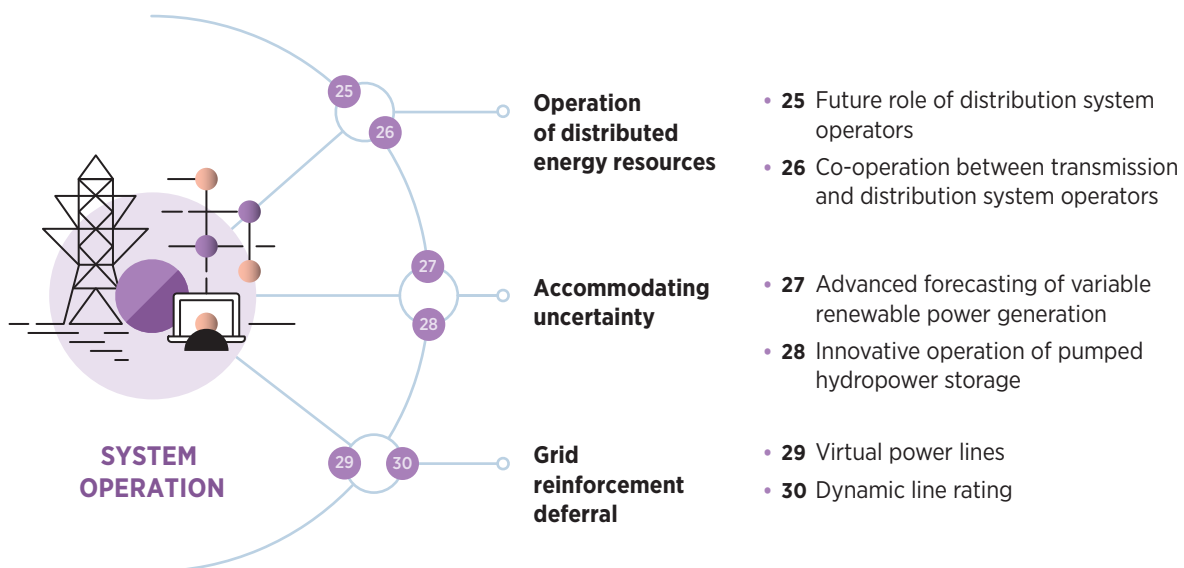 25
26
Operation
of distributed
energy resources
• 25 Future role of distribution system
operators
• 26 Co-operation between transmission
and distribution system operators
27
28
Accommodating
uncertainty
• 27 Advanced forecasting of variable
renewable power generation
• 28 Innovative operation of pumped
hydropower storage
SYSTEM
OPERATION
29
30
Grid
reinforcement
deferral
• 29 Virtual power lines
• 30 Dynamic line rating